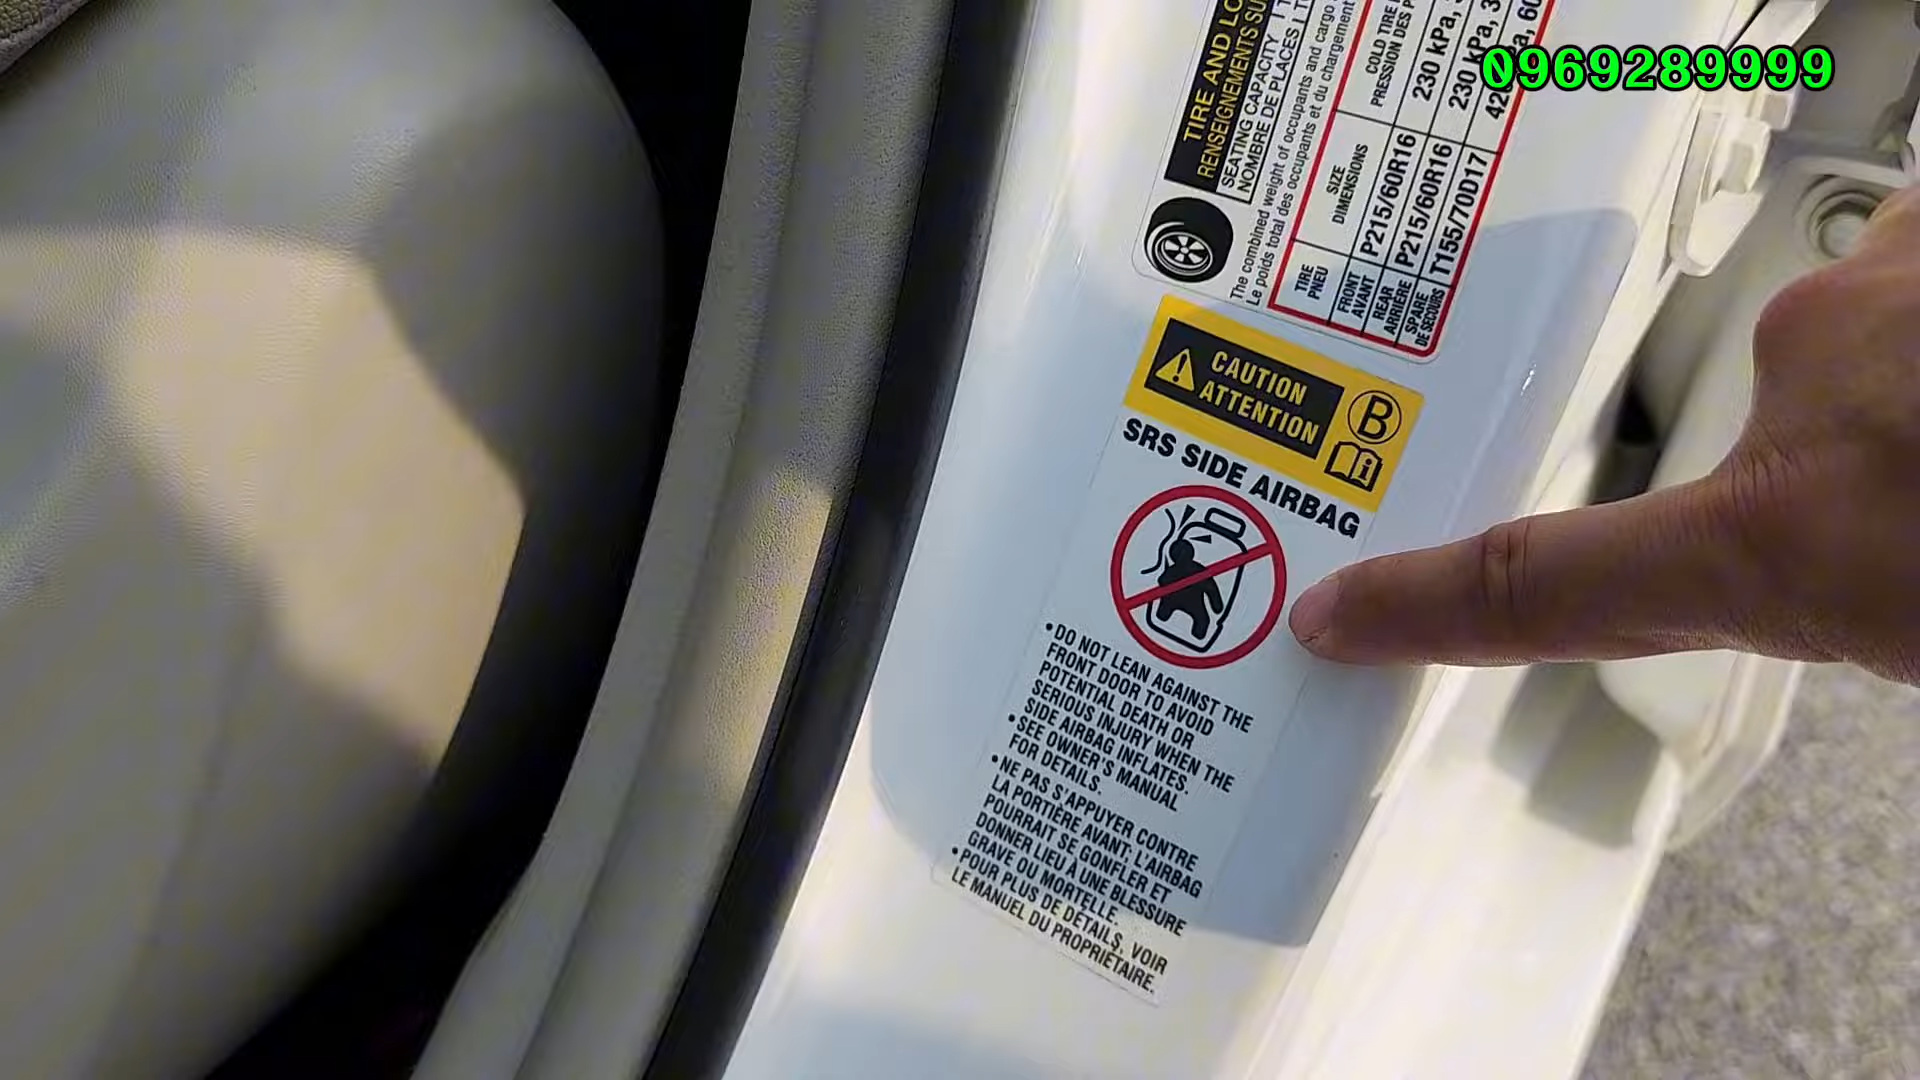 0969289999
TIRE AND
RENSEIGNEMENTS
SEATING CAPACITY
NOMBRE DE PLACES
The combined weight of occupants and cargo
Le poids total des occupants et du chargement
TIRE SIZE COLD TIRE
PNEU DIMENSIONS PRESSION DES
FRONT P215/60R16 230 kPa,
AVANT
REAR P215/60R16 230 kPa,
ARRIÈRE
SPARE T155/70D17
DE SECOURS
CAUTION
ATTENTION
B
SRS SIDE AIRBAG
•DO NOT LEAN AGAINST THE
FRONT DOOR TO AVOID
POTENTIAL DEATH OR
SERIOUS INJURY WHEN THE
SIDE AIRBAG INFLATES.
•SEE OWNER'S MANUAL
FOR DETAILS.
•NE PAS S'APPUYER CONTRE
LA PORTIÈRE AVANT; L'AIRBAG
POURRAIT SE GONFLER ET
DONNER LIEU À UNE BLESSURE
GRAVE OU MORTELLE.
•POUR PLUS DE DÉTAILS, VOIR
LE MANUEL DU PROPRIÉTAIRE.